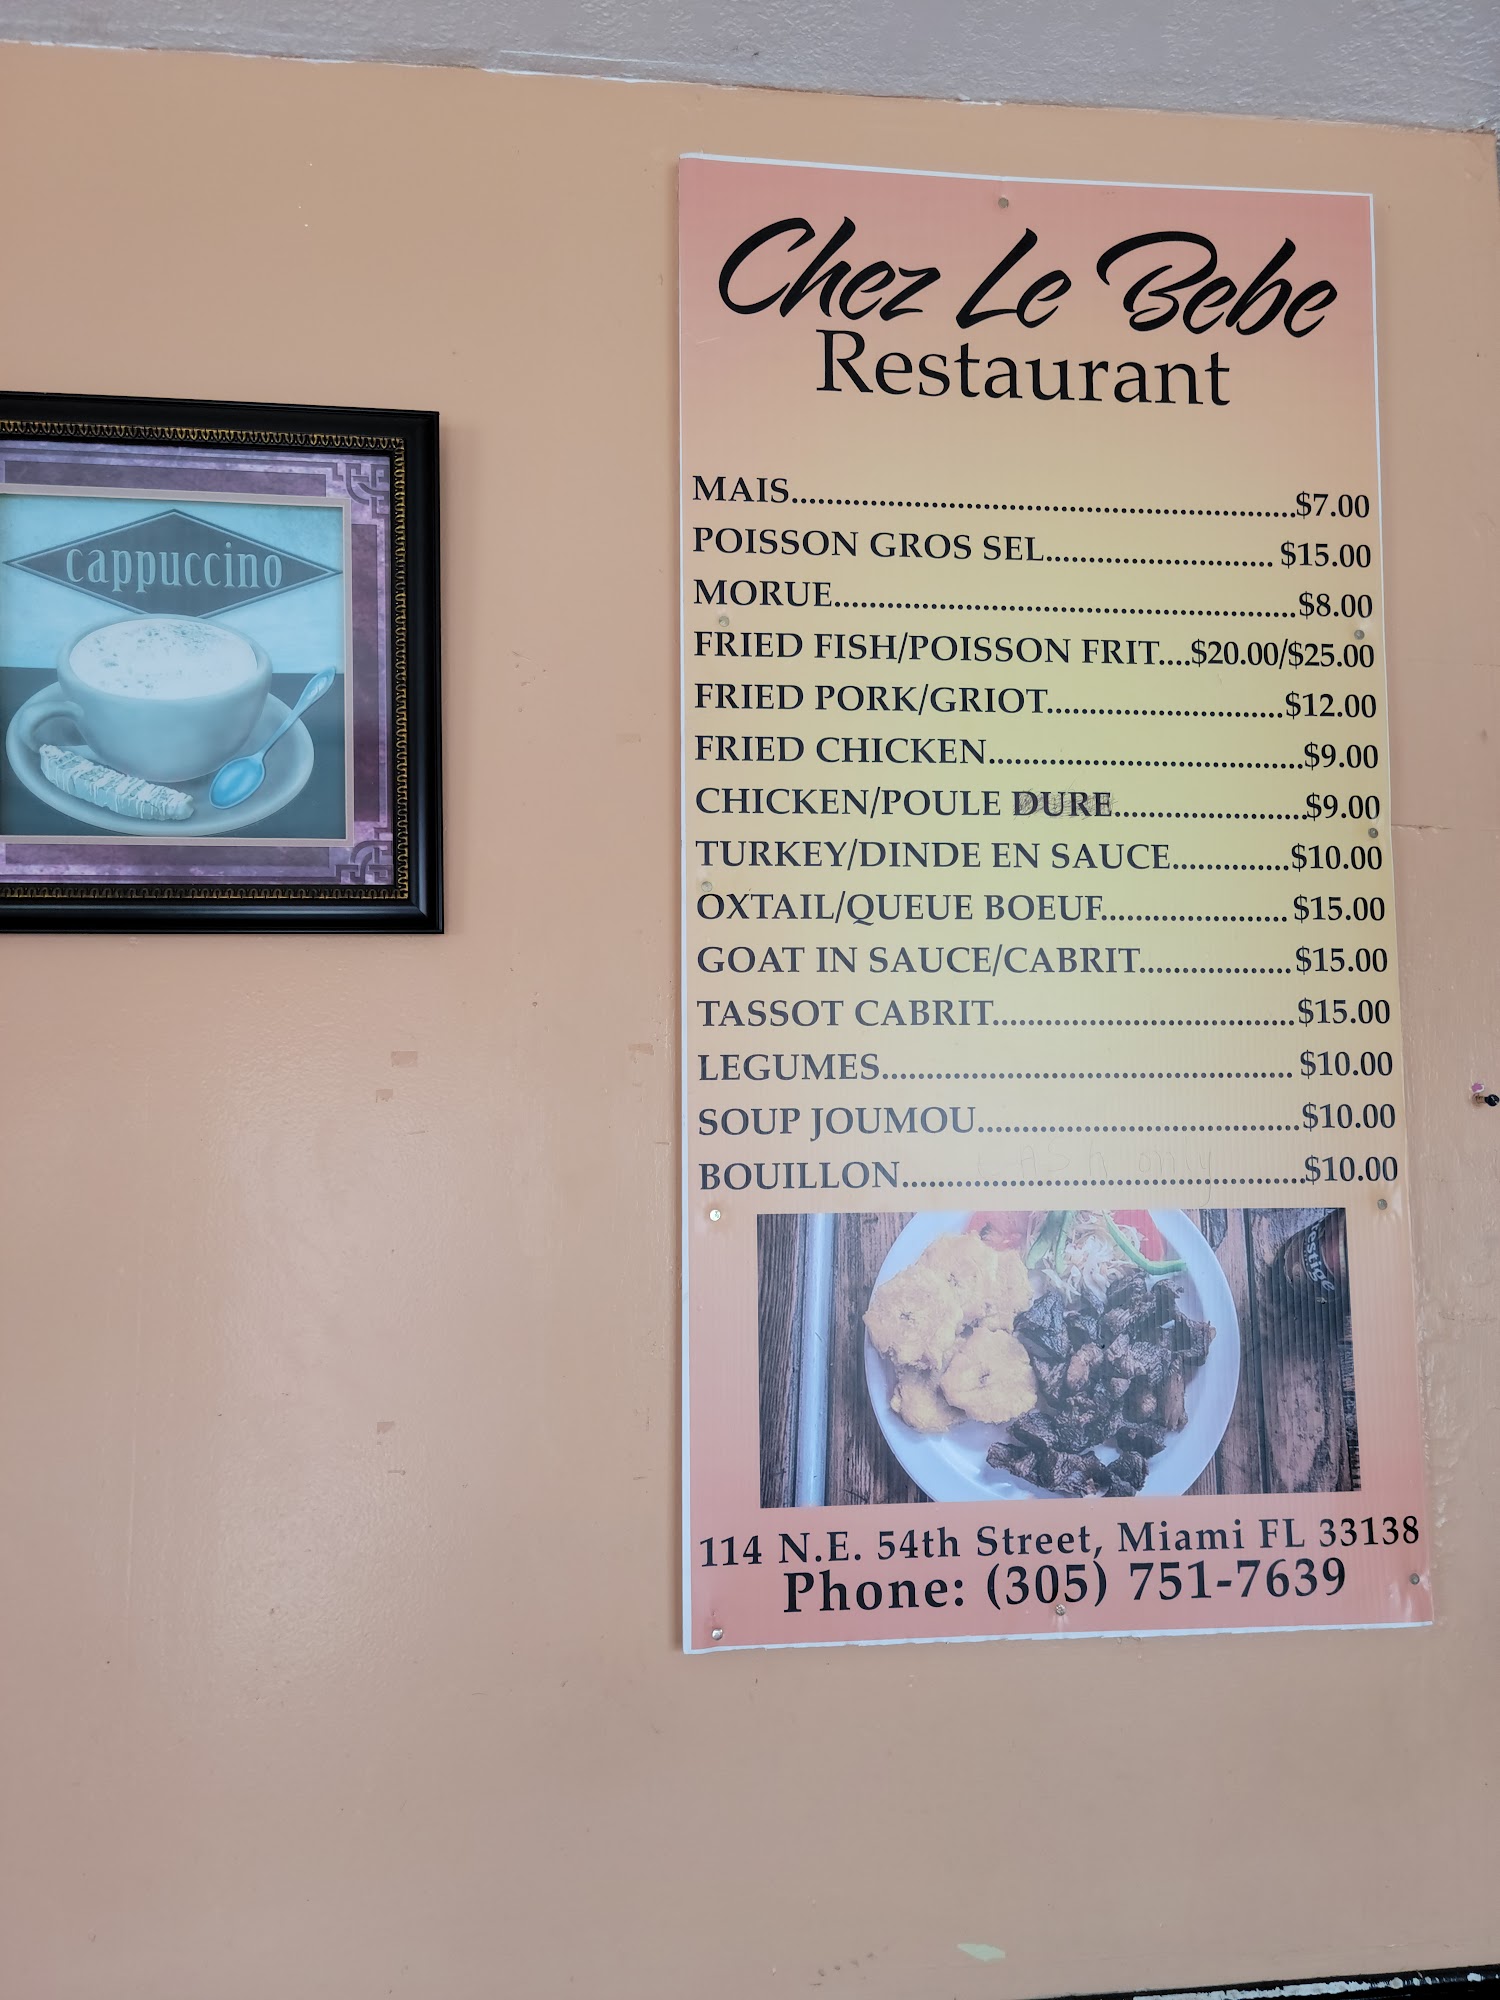 cappuccino
Chez Le Bebe
Restaurant
MAIS...........................................................$7.00
POISSON GROS SEL.......................... $15.00
MORUE.....................................................$8.00
FRIED FISH/POISSON FRIT....$20.00/$25.00
FRIED PORK/GRIOT...........................$12.00
FRIED CHICKEN....................................$9.00
CHICKEN/POULE DURE......................$9.00
TURKEY/DINDE EN SAUCE.............$10.00
OXTAIL/QUEUE BOEUF..................... $15.00
GOAT IN SAUCE/CABRIT.................$15.00
TASSOT CABRIT..................................$15.00
LEGUMES............................................... $10.00
SOUP JOUMOU.....................................$10.00
BOUILLON..............................................$10.00
CASH only
114 N.E. 54th Street, Miami FL 33138
Phone: (305) 751-7639